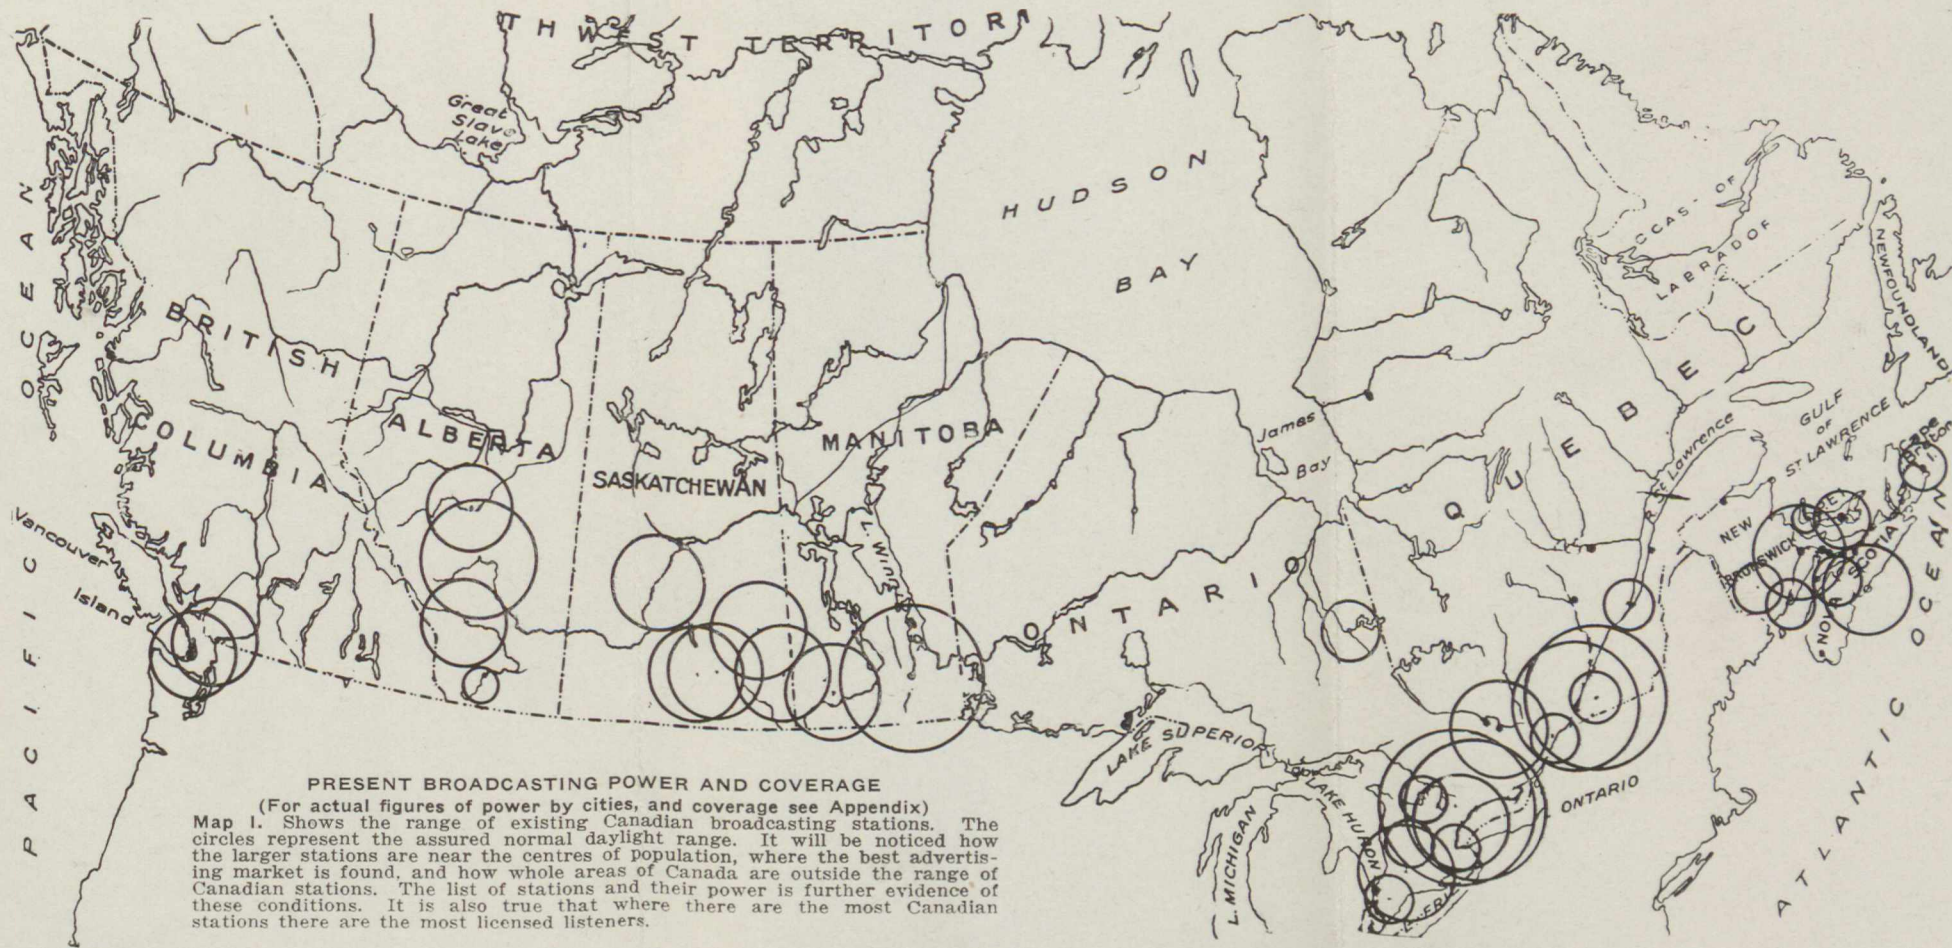 THWEST TERRITOR
Great
Slave
Lake
HUDSON
BAY
OCCAS- OF
LABRADOR
NEWFOUNDLAND
PACIFIC OCEAN
BRITISH
COLUMBIA
ALBERTA
SASKATCHEWAN
MANITOBA
L. Winnipeg
James
Bay
ONTARIO
QUEBEC
R. St Lawrence
GULF
OF
ST LAWRENCE
Cape
Breton
NEW
BRUNSWICK
NOVA SCOTIA
Vancouver
Island
LAKE SUPERIOR
L. MICHIGAN
LAKE HURON
ONTARIO
ATLANTIC OCEAN
PRESENT BROADCASTING POWER AND COVERAGE
(For actual figures of power by cities, and coverage see Appendix)
Map 1. Shows the range of existing Canadian broadcasting stations. The
circles represent the assured normal daylight range. It will be noticed how
the larger stations are near the centres of population, where the best advertis-
ing market is found, and how whole areas of Canada are outside the range of
Canadian stations. The list of stations and their power is further evidence of
these conditions. It is also true that where there are the most Canadian
stations there are the most licensed listeners.